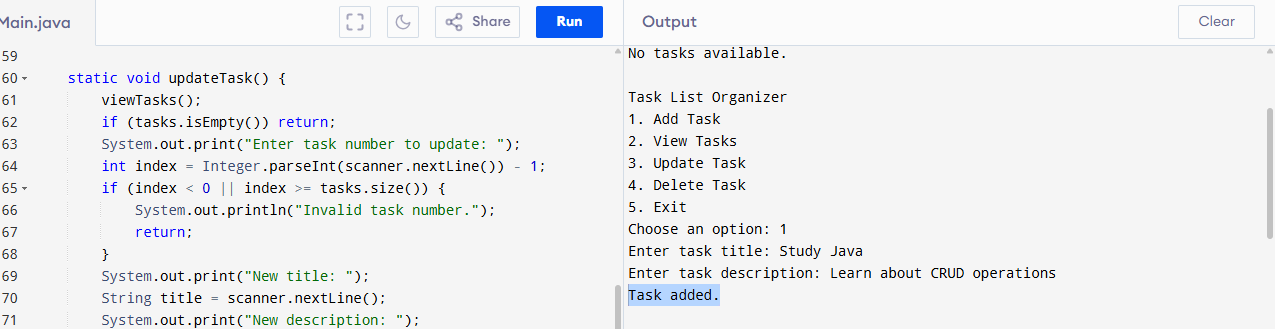 Main.java
Share
Run
Output
Clear
59
60 static void updateTask() {
61 viewTasks();
62 if (tasks.isEmpty()) return;
63 System.out.print("Enter task number to update: ");
64 int index = Integer.parseInt(scanner.nextLine()) - 1;
65 if (index < 0 || index >= tasks.size()) {
66 System.out.println("Invalid task number.");
67 return;
68 }
69 System.out.print("New title: ");
70 String title = scanner.nextLine();
71 System.out.print("New description: ");
No tasks available.
Task List Organizer
1. Add Task
2. View Tasks
3. Update Task
4. Delete Task
5. Exit
Choose an option: 1
Enter task title: Study Java
Enter task description: Learn about CRUD operations
Task added.